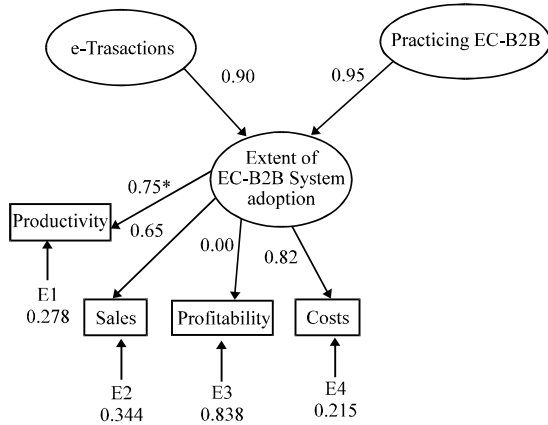 e-Trasactions
Practicing EC-B2B
0.90
0.95
Extent of
EC-B2B System
adoption
0.75*
Productivity
0.65
0.00
0.82
E1
0.278
Sales
Profitability
Costs
E2
0.344
E3
0.838
E4
0.215